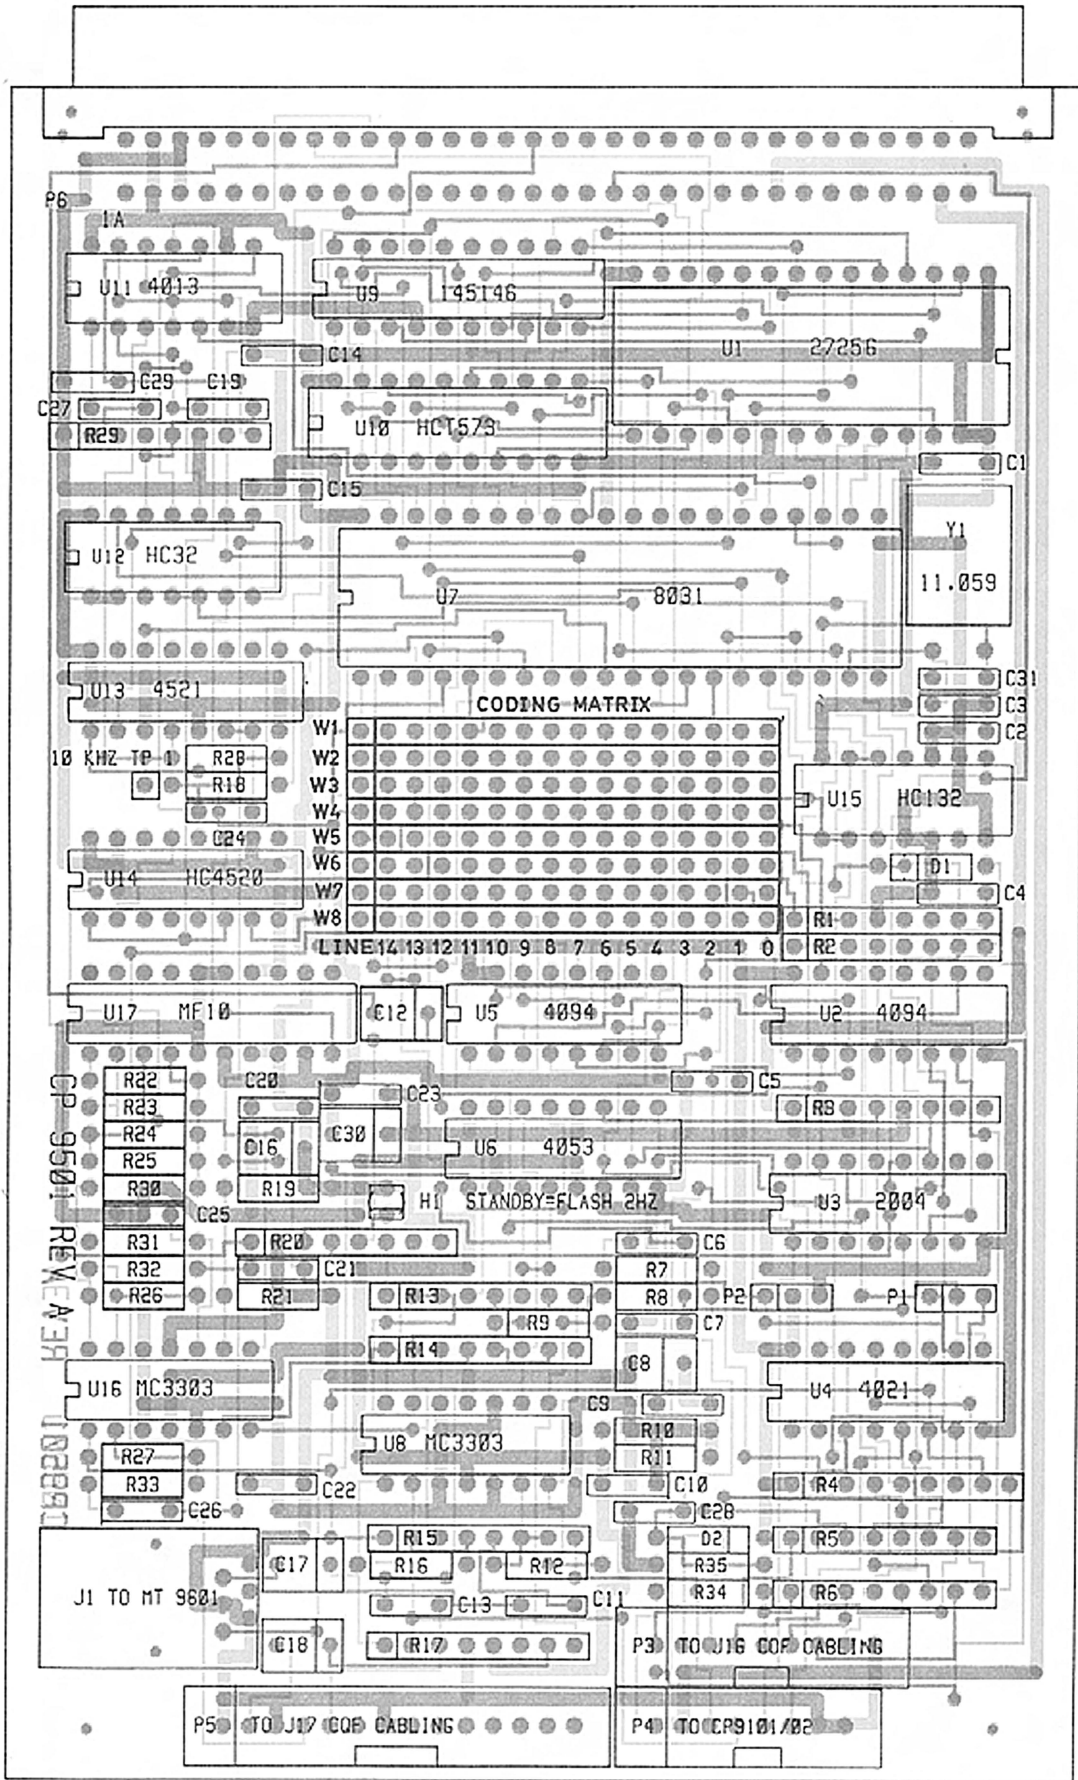 P6
1A
U11 4013
U9 145146
U1 27256
C14
C29 C19
C27
U10 HCT573
R29
C1
C15
Y1
U12 HC32
11.059
U7 8031
C31
U13 4521
CODING MATRIX
C3
W1
C2
10 KHZ TP 1 R28
W2
R18
W3
U15 HC132
W4
C24
W5
W6
D1
U14 HC4520
W7
C4
W8
R1
LINE 14 13 12 11 10 9 8 7 6 5 4 3 2 1 0
R2
U17 MF10
C12
U5 4094
U2 4094
R22 C20
C5
C23
R23
R3
R24 C16 C30
U6 4053
R25
R30 R19
H1 STANDBY=FLASH 2HZ
U3 2004
C25
R31 R20
C6
R32 C21
R7
R26 R21 R13
R8 P2 P1
R9 C7
R14
C8
U16 MC3303
U4 4021
C9
R10
U8 MC3303
R27
R11
R33
C22
C10
R4
C26
C28
R15
D2
R5
C17
R16 R12
R35
J1 TO MT 9601
R34
R6
C13 C11
C18
R17
P3 TO J16 COF CABLING
P5 TO J17 COF CABLING
P4 TO CP9101/02
CP 9501 REV